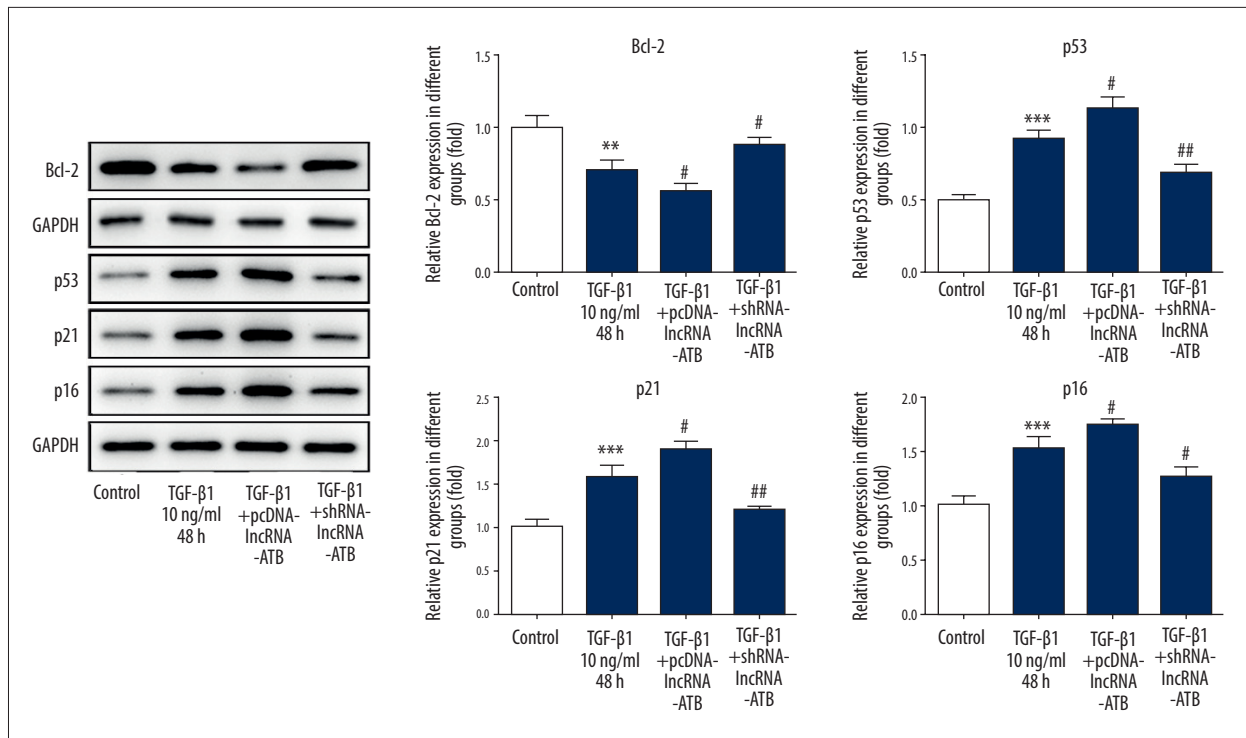 Bcl-2
GAPDH
p53
p21
p16
GAPDH
Control
TGF-β1
10 ng/ml
48 h
TGF-β1
+pcDNA-
lncRNA
-ATB
TGF-β1
+shRNA-
lncRNA
-ATB
Bcl-2
Relative Bcl-2 expression in different
groups (fold)
1.5
1.0
0.5
0.0
**
#
#
Control
TGF-β1
10 ng/ml
48 h
TGF-β1
+pcDNA-
lncRNA
-ATB
TGF-β1
+shRNA-
lncRNA
-ATB
p53
Relative p53 expression in different
groups (fold)
1.5
1.0
0.5
0.0
***
#
##
Control
TGF-β1
10 ng/ml
48 h
TGF-β1
+pcDNA-
lncRNA
-ATB
TGF-β1
+shRNA-
lncRNA
-ATB
p21
Relative p21 expression in different
groups (fold)
2.5
2.0
1.5
1.0
0.5
0.0
***
#
##
Control
TGF-β1
10 ng/ml
48 h
TGF-β1
+pcDNA-
lncRNA
-ATB
TGF-β1
+shRNA-
lncRNA
-ATB
p16
Relative p16 expression in different
groups (fold)
2.0
1.5
1.0
0.5
0.0
***
#
#
Control
TGF-β1
10 ng/ml
48 h
TGF-β1
+pcDNA-
lncRNA
-ATB
TGF-β1
+shRNA-
lncRNA
-ATB